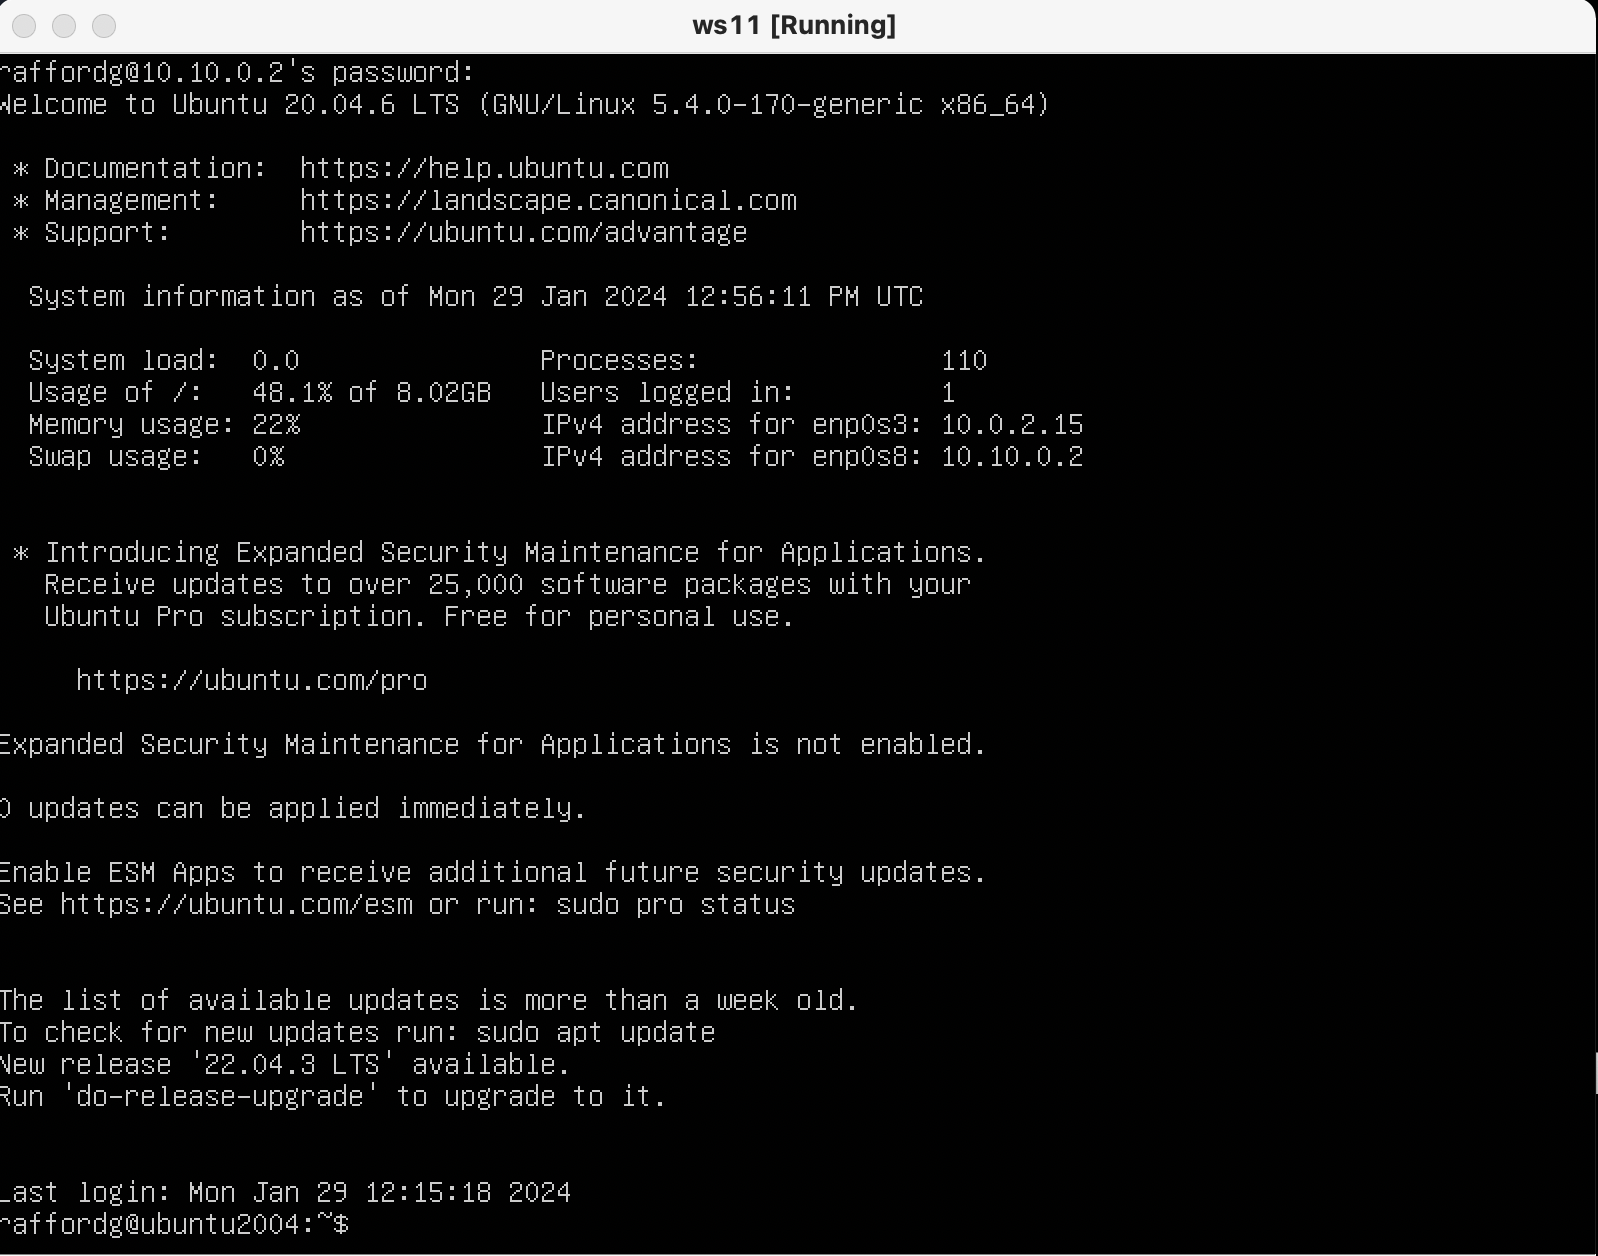 ws11 [Running]
raffordg@10.10.0.2's password:
Welcome to Ubuntu 20.04.6 LTS (GNU/Linux 5.4.0-170-generic x86_64)
* Documentation:  https://help.ubuntu.com
* Management:     https://landscape.canonical.com
* Support:        https://ubuntu.com/advantage
System information as of Mon 29 Jan 2024 12:56:11 PM UTC
System load:  0.0               Processes:               110
Usage of /:   48.1% of 8.02GB   Users logged in:         1
Memory usage: 22%               IPv4 address for enp0s3: 10.0.2.15
Swap usage:   0%                IPv4 address for enp0s8: 10.10.0.2
* Introducing Expanded Security Maintenance for Applications.
Receive updates to over 25,000 software packages with your
Ubuntu Pro subscription. Free for personal use.
https://ubuntu.com/pro
Expanded Security Maintenance for Applications is not enabled.
0 updates can be applied immediately.
Enable ESM Apps to receive additional future security updates.
See https://ubuntu.com/esm or run: sudo pro status
The list of available updates is more than a week old.
To check for new updates run: sudo apt update
New release '22.04.3 LTS' available.
Run 'do-release-upgrade' to upgrade to it.
Last login: Mon Jan 29 12:15:18 2024
raffordg@ubuntu2004:~$